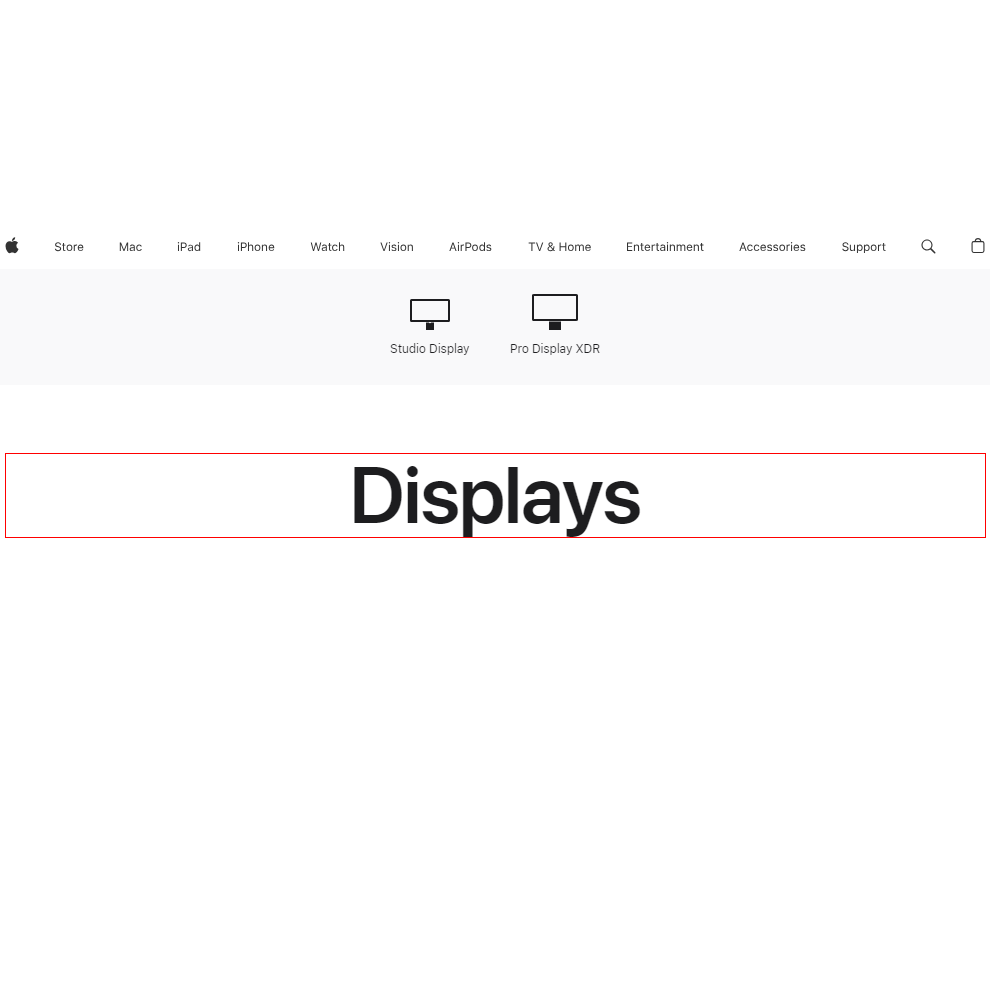 Store Mac iPad iPhone Watch Vision AirPods TV & Home Entertainment Accessories Support
Studio Display Pro Display XDR
Displays